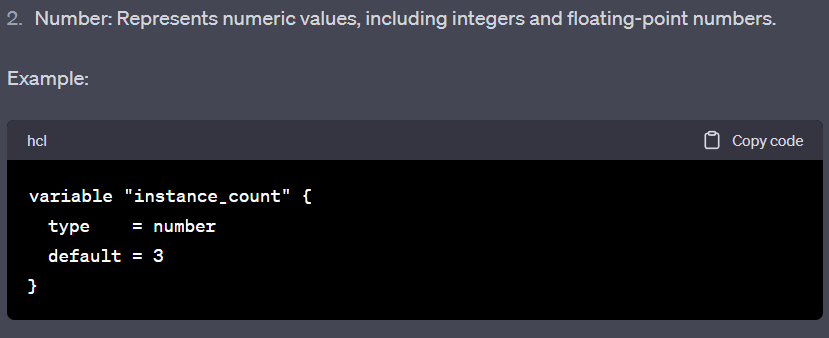 2. Number: Represents numeric values, including integers and floating-point numbers.
Example:
hcl
Copy code
variable "instance_count" {
  type    = number
  default = 3
}